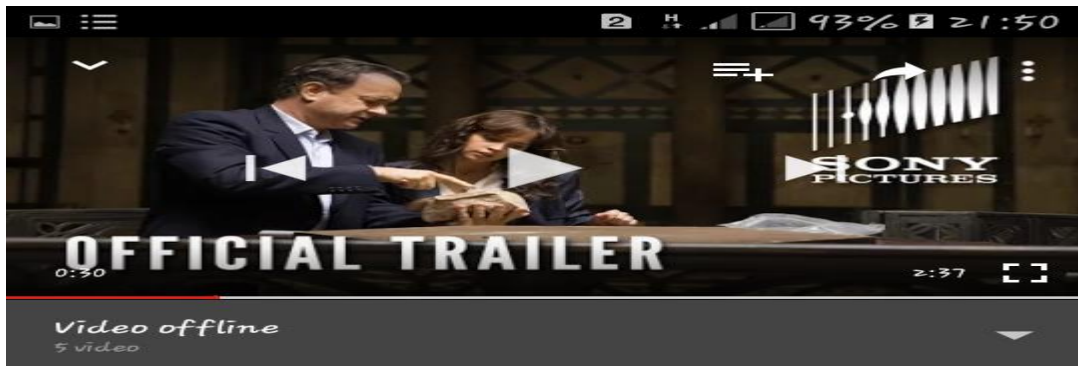 2 H+ 93% 21:50
SONY
PICTURES
OFFICIAL TRAILER
0:30 2:37
Video offline
5 video